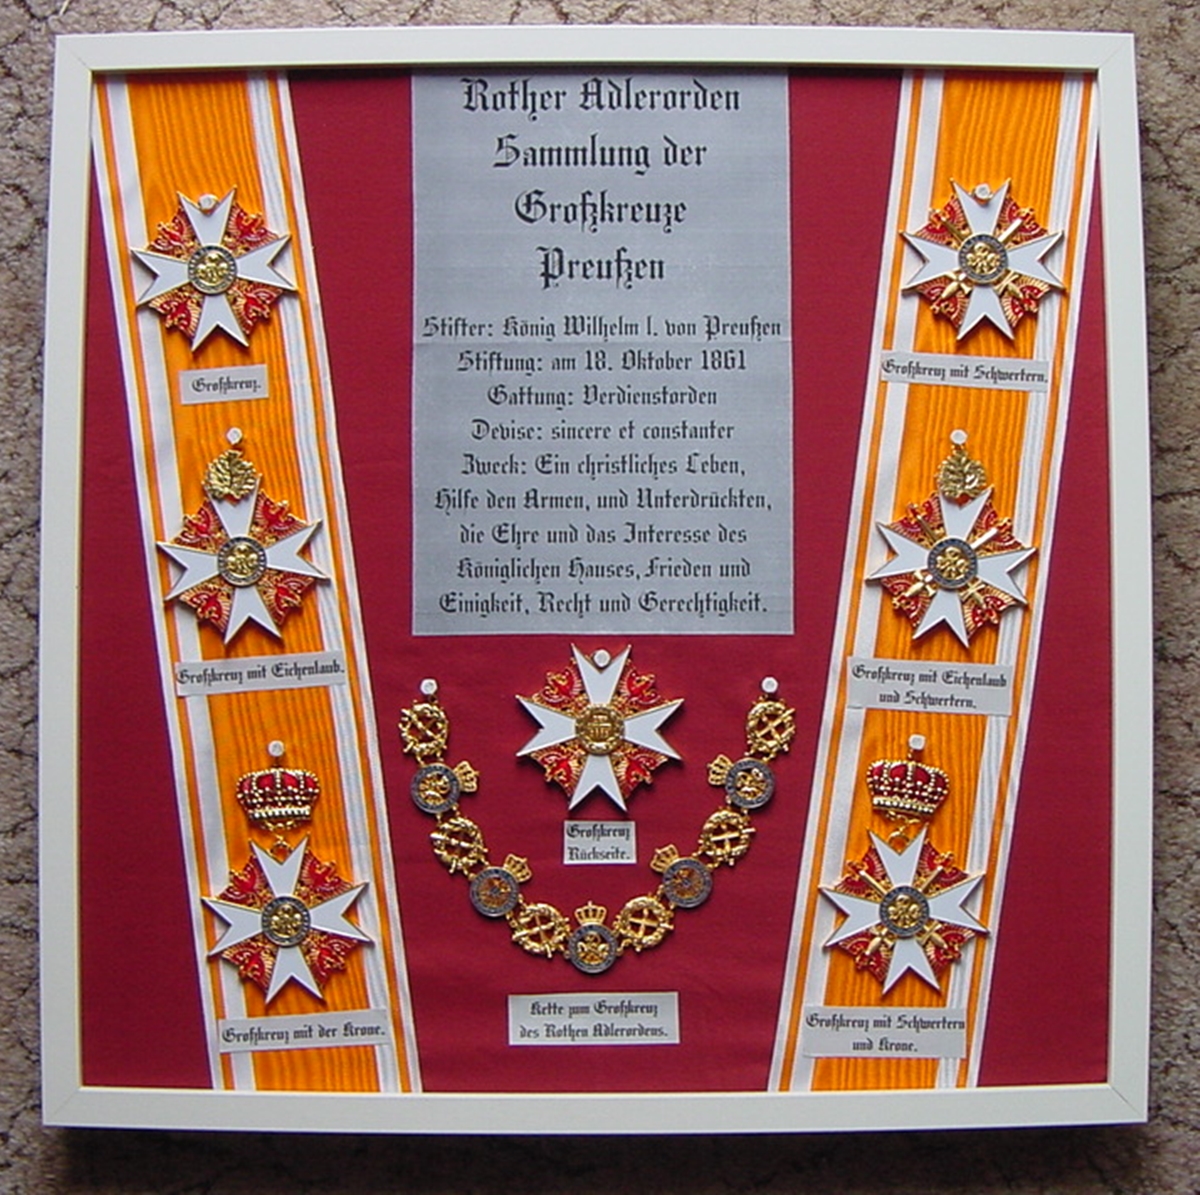 Rother Adlerorden
Sammlung der
Großkreuze
Preußen
Stifter: König Wilhelm I. von Preußen
Stiftung: am 18. Oktober 1861
Gattung: Verdienstorden
Devise: sincere et constanter
Zweck: Ein christliches Leben,
Hilfe den Armen, und Unterdrückten,
die Ehre und das Interesse des
Königlichen Hauses, Frieden und
Einigkeit, Recht und Gerechtigkeit.
Großkreuz.
Großkreuz mit Eichenlaub.
Großkreuz mit der Krone.
Großkreuz
Rückseite.
Kette zum Großkreuz
des Rothen Adlerordens.
Großkreuz mit Schwertern.
Großkreuz mit Eichenlaub
und Schwertern.
Großkreuz mit Schwertern
und Krone.